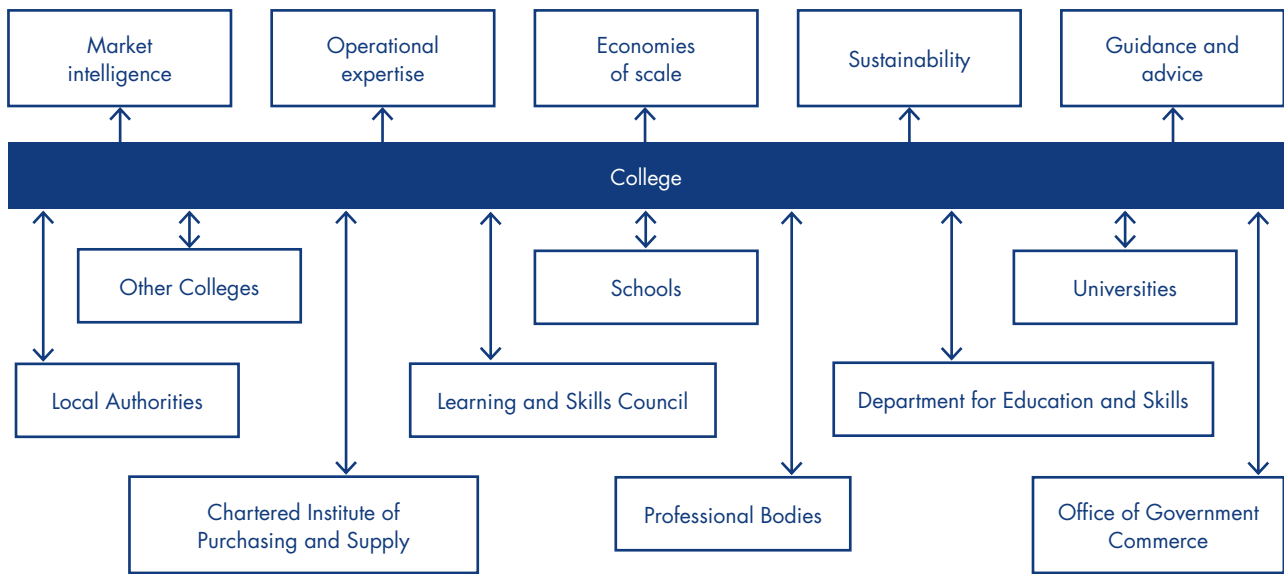 Market
intelligence
Operational
expertise
Economies
of scale
Sustainability
Guidance and
advice
College
Other Colleges
Schools
Universities
Local Authorities
Learning and Skills Council
Department for Education and Skills
Chartered Institute of
Purchasing and Supply
Professional Bodies
Office of Government
Commerce